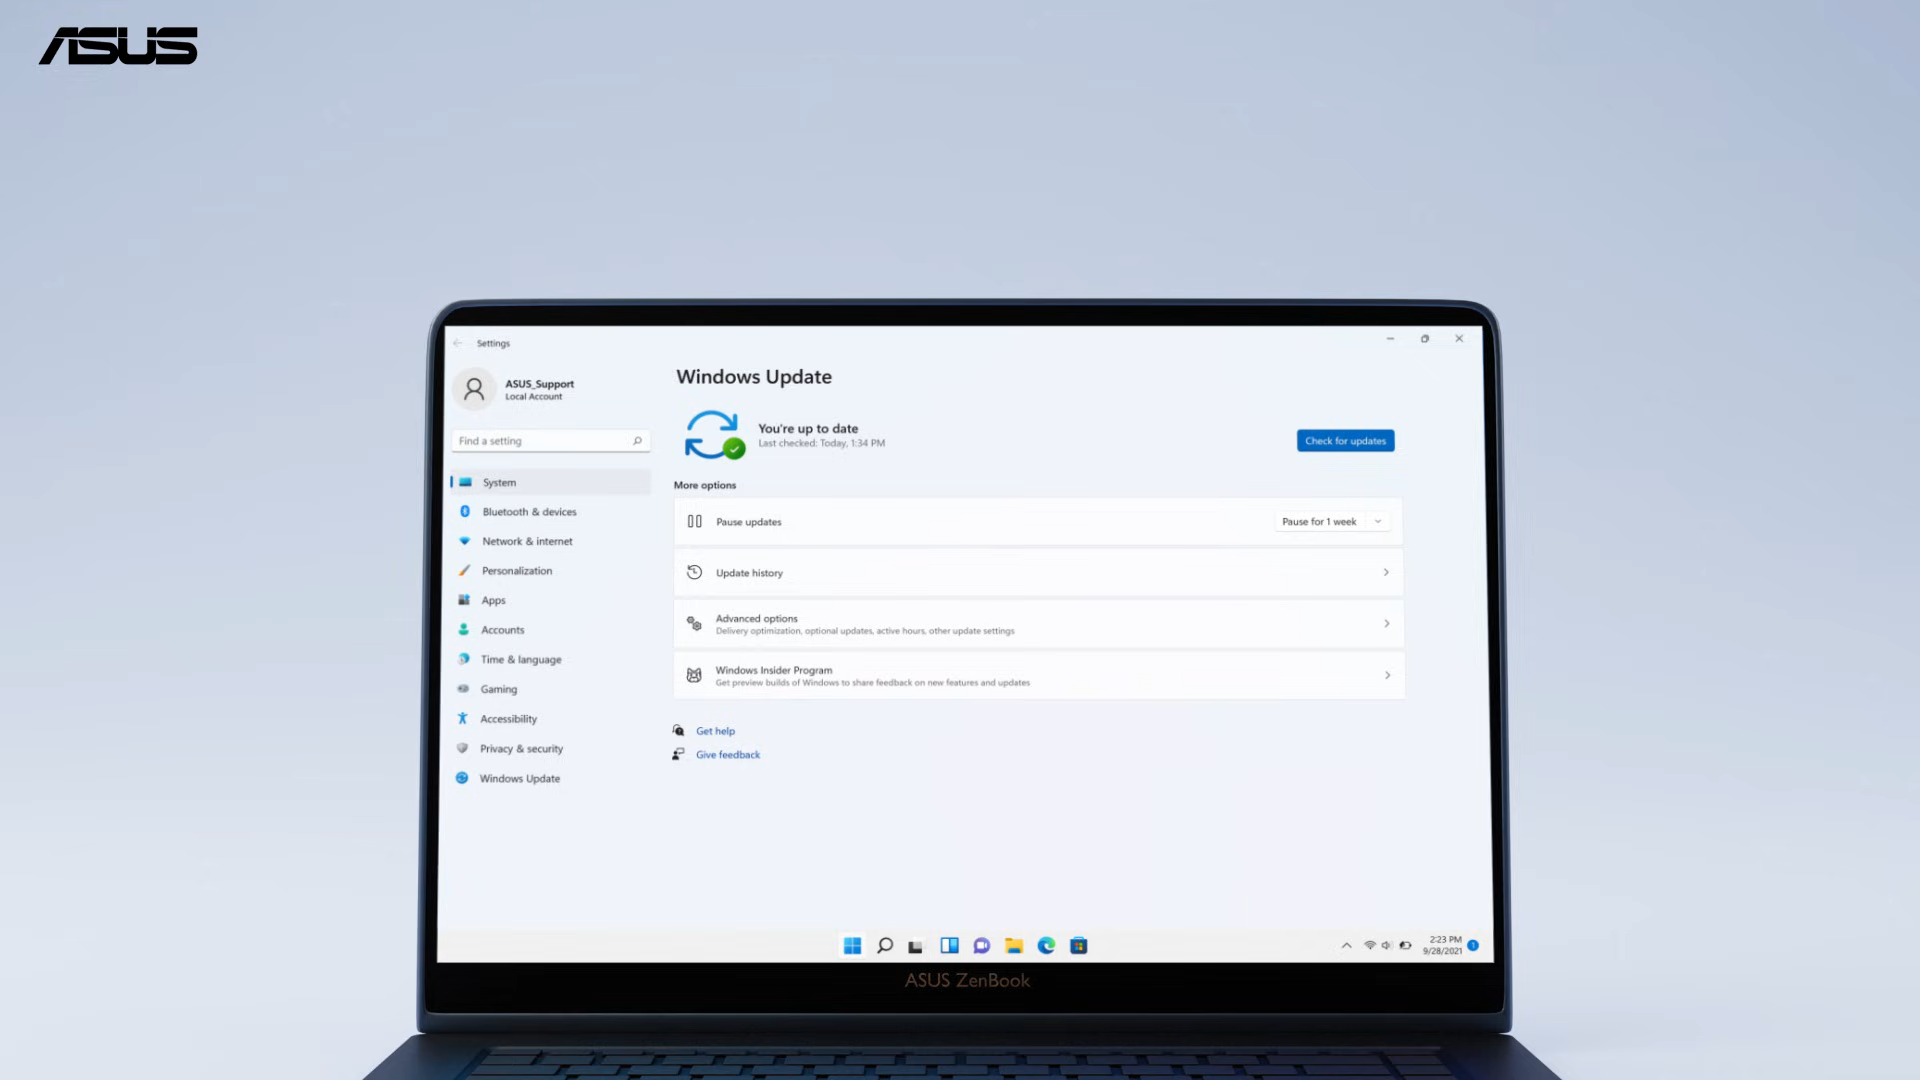 ASUS
Settings
ASUS_Support
Local Account
Find a setting
System
Bluetooth & devices
Network & internet
Personalization
Apps
Accounts
Time & language
Gaming
Accessibility
Privacy & security
Windows Update
Windows Update
You're up to date
Last checked: Today, 1:34 PM
Check for updates
More options
Pause updates
Pause for 1 week
Update history
Advanced options
Delivery optimization, optional updates, active hours, other update settings
Windows Insider Program
Get preview builds of Windows to share feedback on new features and updates
Get help
Give feedback
2:23 PM
9/28/2021
1
ASUS ZenBook